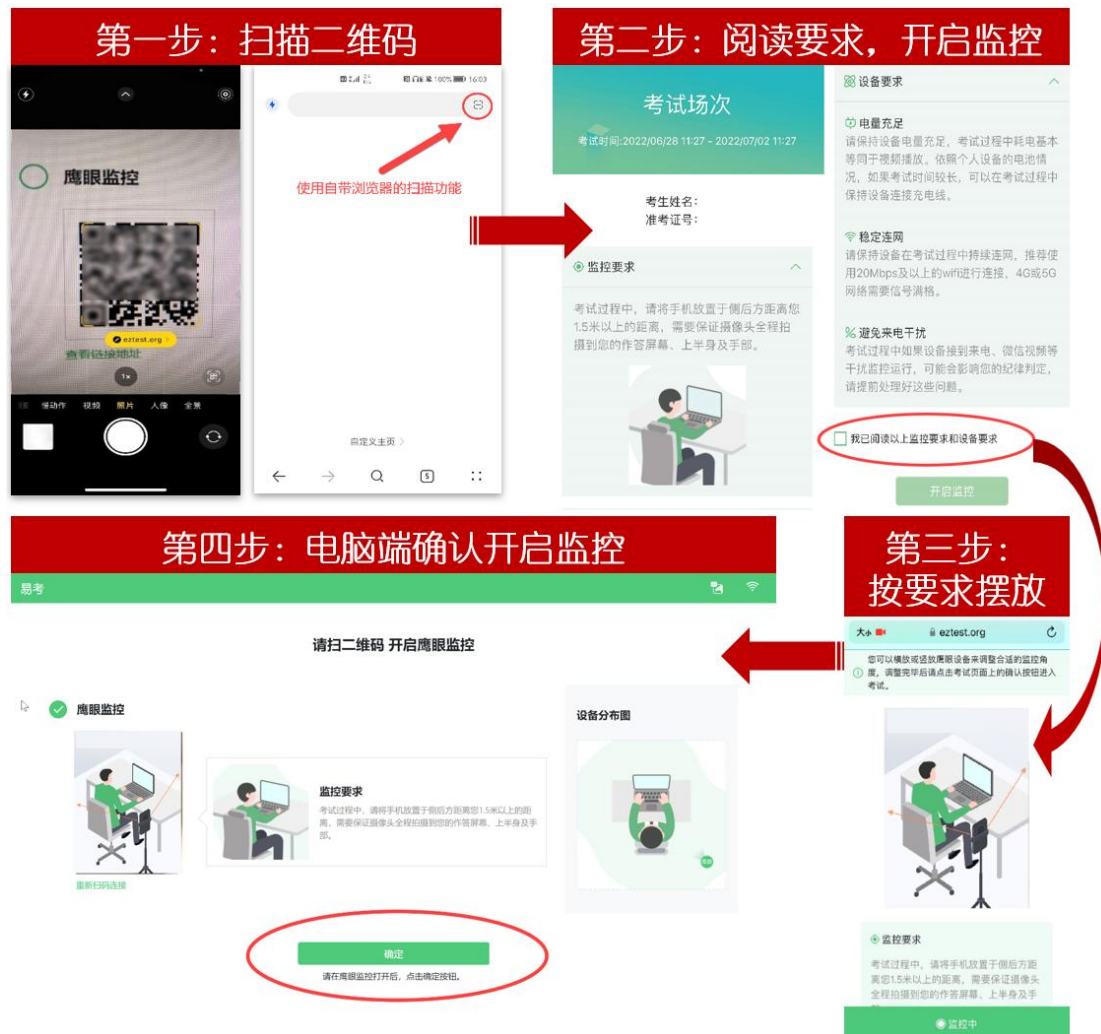 第一步：扫描二维码
鹰眼监控
eztest.org
查看链接地址
1x
慢动作 视频 照片 人像 全景
100% 16:03
使用自带浏览器的扫描功能
自定义主页
5
第二步：阅读要求，开启监控
考试场次
考试时间:2022/06/28 11:27 - 2022/07/02 11:27
考生姓名：
准考证号：
监控要求
考试过程中，请将手机放置于侧后方距离您
1.5米以上的距离，需要保证摄像头全程拍
摄到您的作答屏幕、上半身及手部。
设备要求
电量充足
请保持设备电量充足，考试过程中耗电基本
等同于视频播放。依照个人设备的电池情
况，如果考试时间较长，可以在考试过程中
保持设备连接充电线。
稳定连网
请保持设备在考试过程中持续连网，推荐使
用20Mbps及以上的wifi进行连接、4G或5G
网络需要信号满格。
避免来电干扰
考试过程中如果设备接到来电、微信视频等
干扰监控运行，可能会影响您的纪律判定，
请提前处理好这些问题。
我已阅读以上监控要求和设备要求
开启监控
第三步：
按要求摆放
大小 eztest.org
您可以横放或竖放鹰眼设备来调整合适的监控角
度，调整完毕后请点击考试页面上的确认按钮进入
考试。
监控要求
考试过程中，请将手机放置于侧后方距
离您1.5米以上的距离，需要保证摄像头
全程拍摄到您的作答屏幕、上半身及手
监控中
第四步：电脑端确认开启监控
易考
请扫二维码 开启鹰眼监控
鹰眼监控
重新扫码连接
监控要求
考试过程中，请将手机放置于侧后方距离您1.5米以上的距
离，需要保证摄像头全程拍摄到您的作答屏幕、上半身及手
部。
设备分布图
确定
请在鹰眼监控打开后，点击确定按钮。